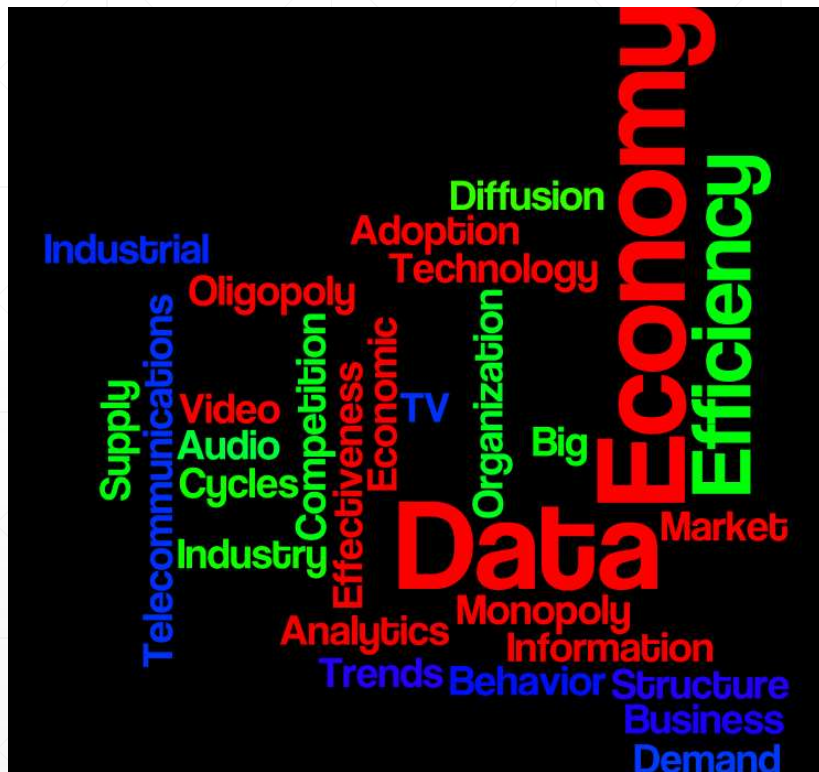 Economy
Efficiency
Diffusion
Adoption
Industrial
Technology
Oligopoly
Telecommunications
Supply
Competition
Economic
Effectiveness
Organization
Video
TV
Audio
Big
Cycles
Data
Market
Industry
Monopoly
Analytics
Information
Trends
Behavior
Structure
Business
Demand